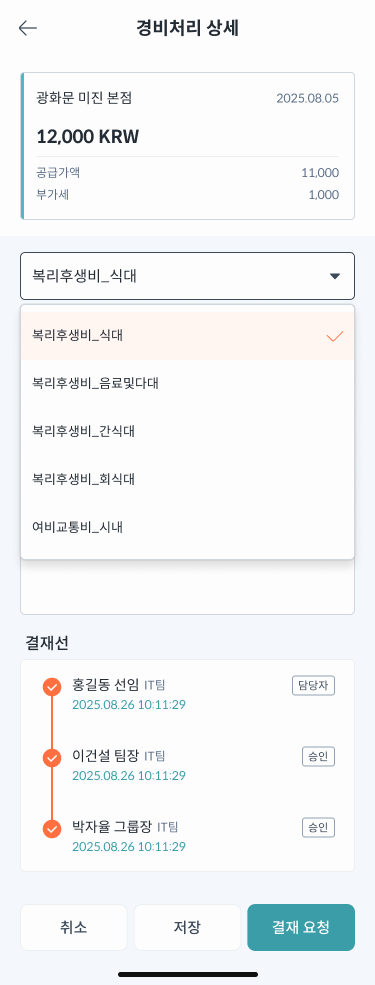 경비처리 상세
광화문 미진 본점 2025.08.05
12,000 KRW
공급가액 11,000
부가세 1,000
복리후생비_식대
복리후생비_식대
복리후생비_음료및다대
복리후생비_간식대
복리후생비_회식대
여비교통비_시내
결재선
홍길동 선임 IT팀 담당자
2025.08.26 10:11:29
이건설 팀장 IT팀 승인
2025.08.26 10:11:29
박자율 그룹장 IT팀 승인
2025.08.26 10:11:29
취소 저장 결재 요청